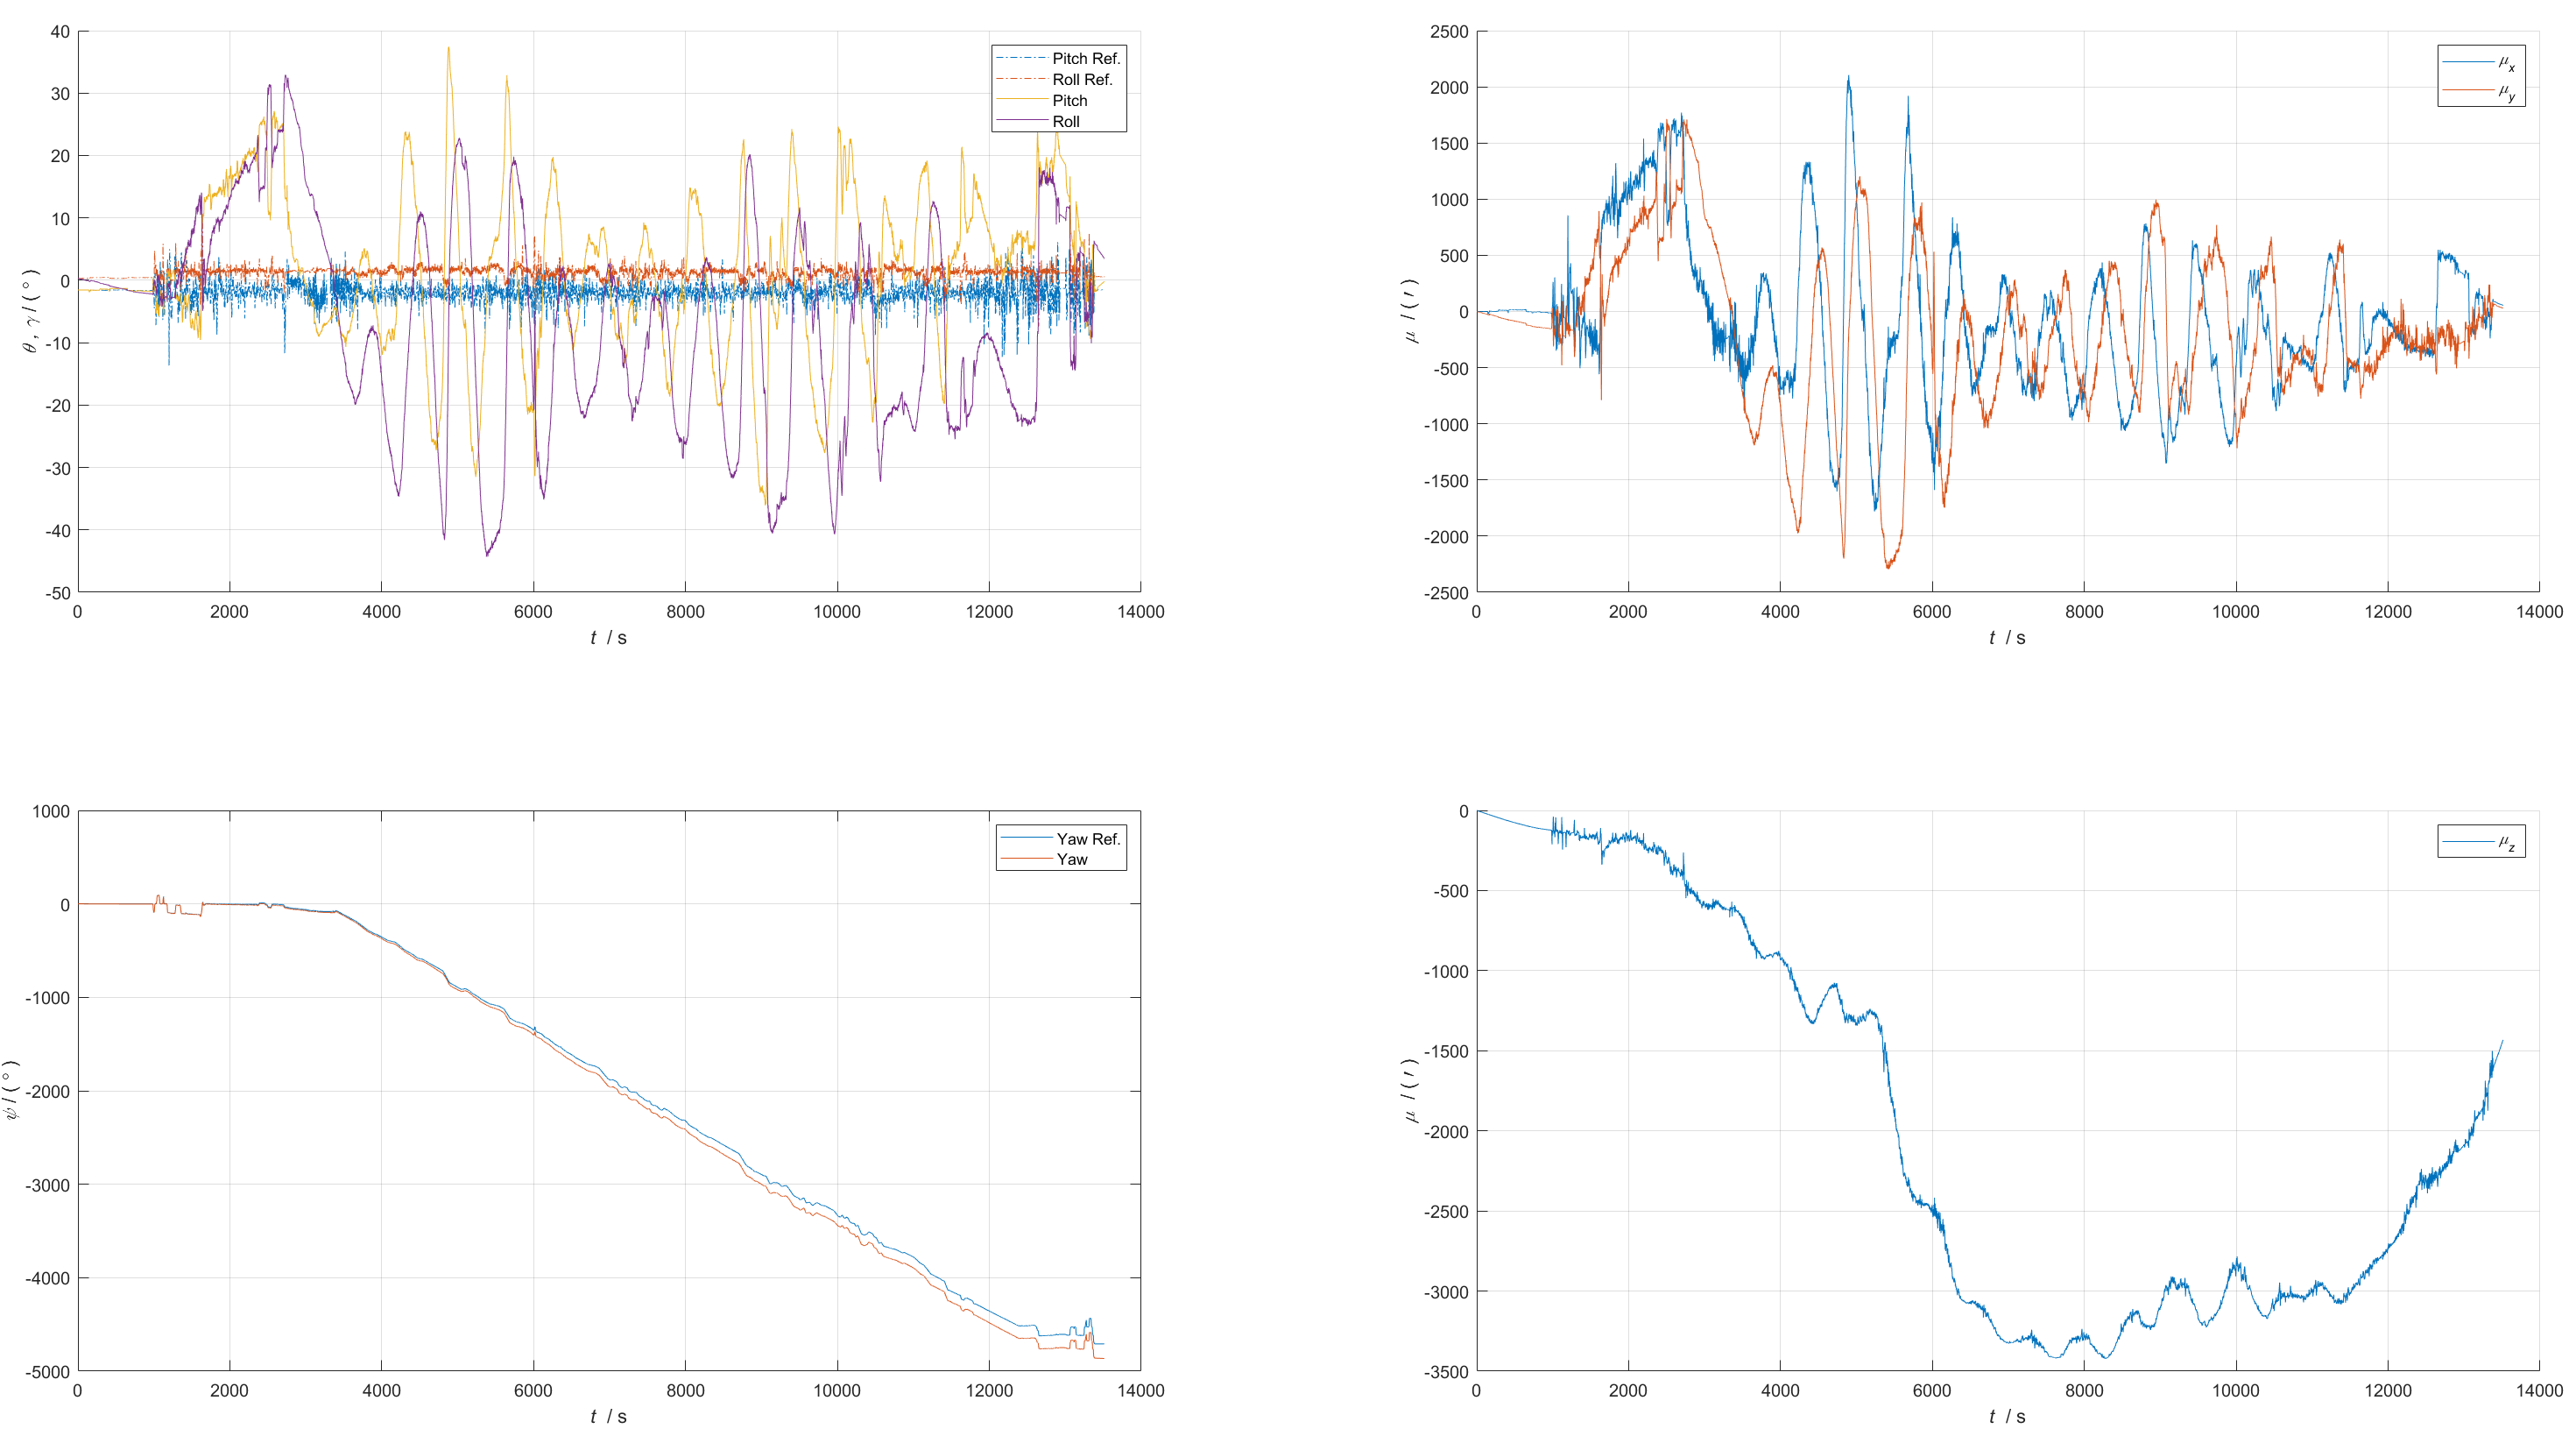 40
30
20
10
0
-10
-20
-30
-40
-50
θ , γ / ( ° )
0 2000 4000 6000 8000 10000 12000 14000
t / s
Pitch Ref.
Roll Ref.
Pitch
Roll
2500
2000
1500
1000
500
0
-500
-1000
-1500
-2000
-2500
μ / ( ′ )
0 2000 4000 6000 8000 10000 12000 14000
t / s
μx
μy
1000
0
-1000
-2000
-3000
-4000
-5000
ψ / ( ° )
0 2000 4000 6000 8000 10000 12000 14000
t / s
Yaw Ref.
Yaw
0
-500
-1000
-1500
-2000
-2500
-3000
-3500
μ / ( ′ )
0 2000 4000 6000 8000 10000 12000 14000
t / s
μz